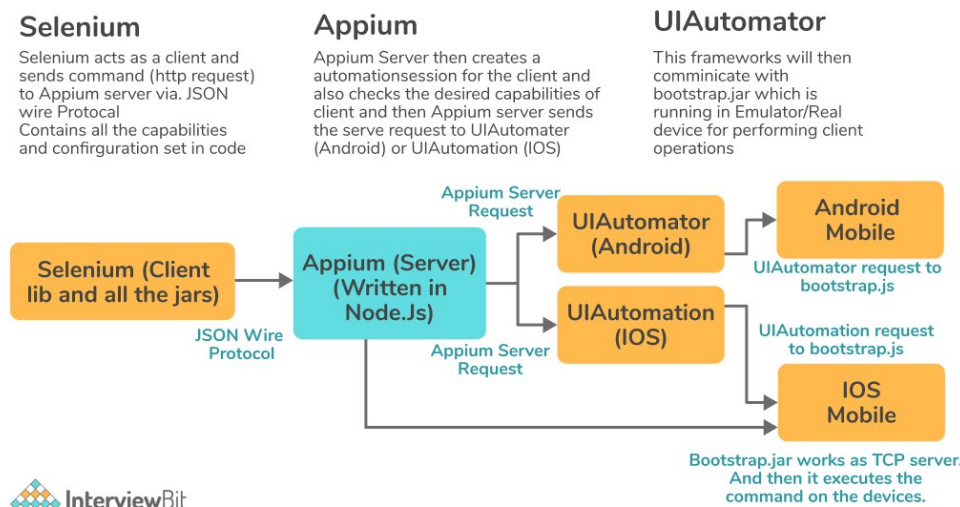 Selenium
Selenium acts as a client and
sends command (http request)
to Appium server via. JSON
wire Protocal
Contains all the capabilities
and confirguration set in code
Appium
Appium Server then creates a
automationsession for the client and
also checks the desired capabilities of
client and then Appium server sends
the serve request to UIAutomater
(Android) or UIAutomation (IOS)
UIAutomator
This frameworks will then
comminicate with
bootstrap.jar which is
running in Emulator/Real
device for performing client
operations
Selenium (Client
lib and all the jars)
JSON Wire
Protocol
Appium (Server)
(Written in
Node.Js)
Appium Server
Request
UIAutomator
(Android)
Android
Mobile
UIAutomator request to
bootstrap.js
Appium Server
Request
UIAutomation
(IOS)
UIAutomation request
to bootstrap.js
IOS
Mobile
Bootstrap.jar works as TCP server.
And then it executes the
command on the devices.
InterviewBit